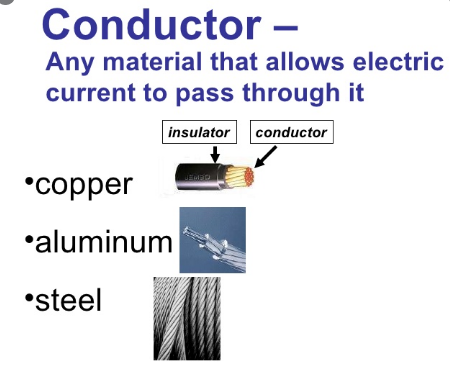 Conductor –
Any material that allows electric
current to pass through it
insulator conductor
•copper
•aluminum
•steel